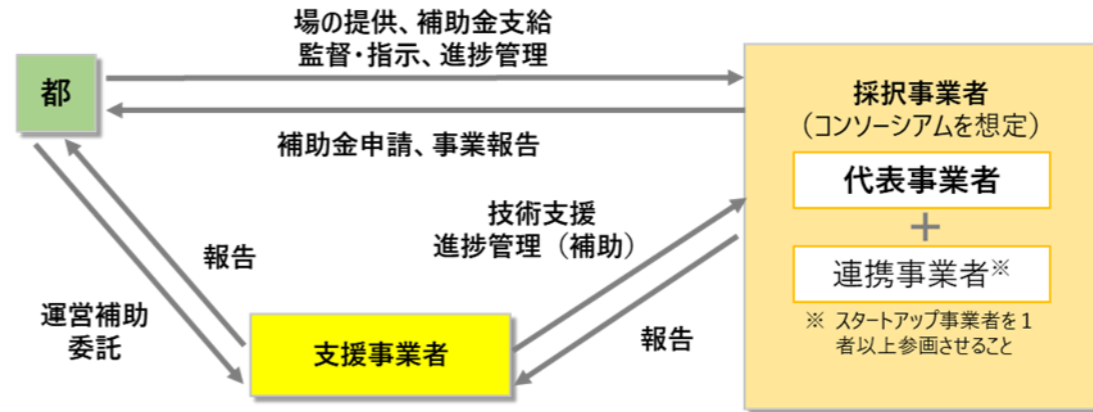 場の提供、補助金支給
監督・指示、進捗管理
都
補助金申請、事業報告
採択事業者
（コンソーシアムを想定）
代表事業者
＋
連携事業者※
※ スタートアップ事業者を１
者以上参画させること
技術支援
進捗管理（補助）
報告
報告
運営補助
委託
支援事業者